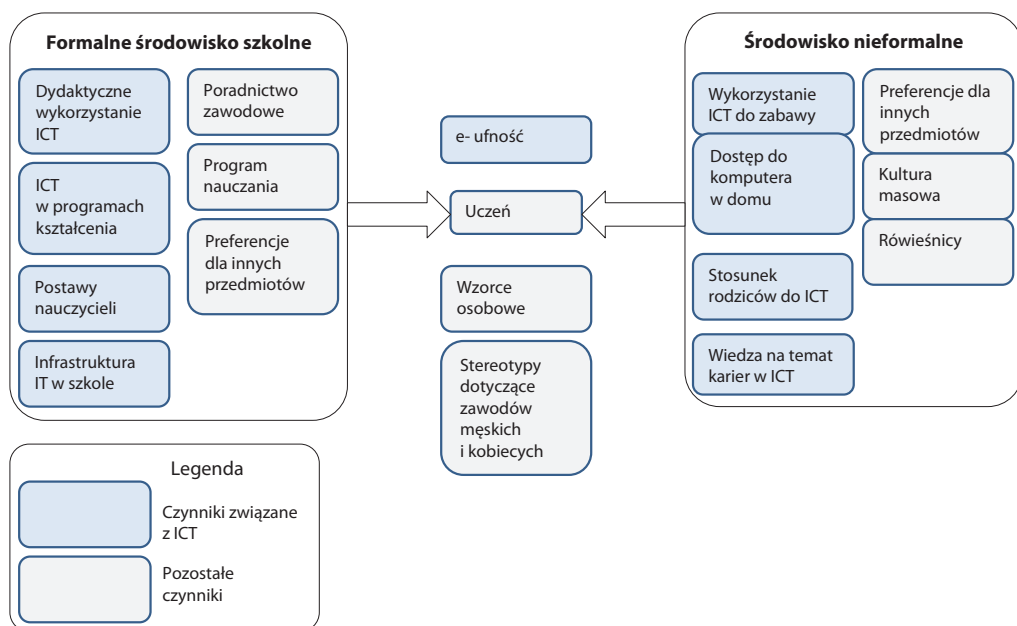 Formalne środowisko szkolne
Dydaktyczne
wykorzystanie
ICT
ICT
w programach
kształcenia
Postawy
nauczycieli
Infrastruktura
IT w szkole
Poradnictwo
zawodowe
Program
nauczania
Preferencje
dla innych
przedmiotów
e- ufność
Uczeń
Wzorce
osobowe
Stereotypy
dotyczące
zawodów
męskich
i kobiecych
Środowisko nieformalne
Wykorzystanie
ICT do zabawy
Dostęp do
komputera
w domu
Stosunek
rodziców do ICT
Wiedza na temat
karier w ICT
Preferencje dla
innych
przedmiotów
Kultura
masowa
Rówieśnicy
Legenda
Czynniki związane
z ICT
Pozostałe
czynniki